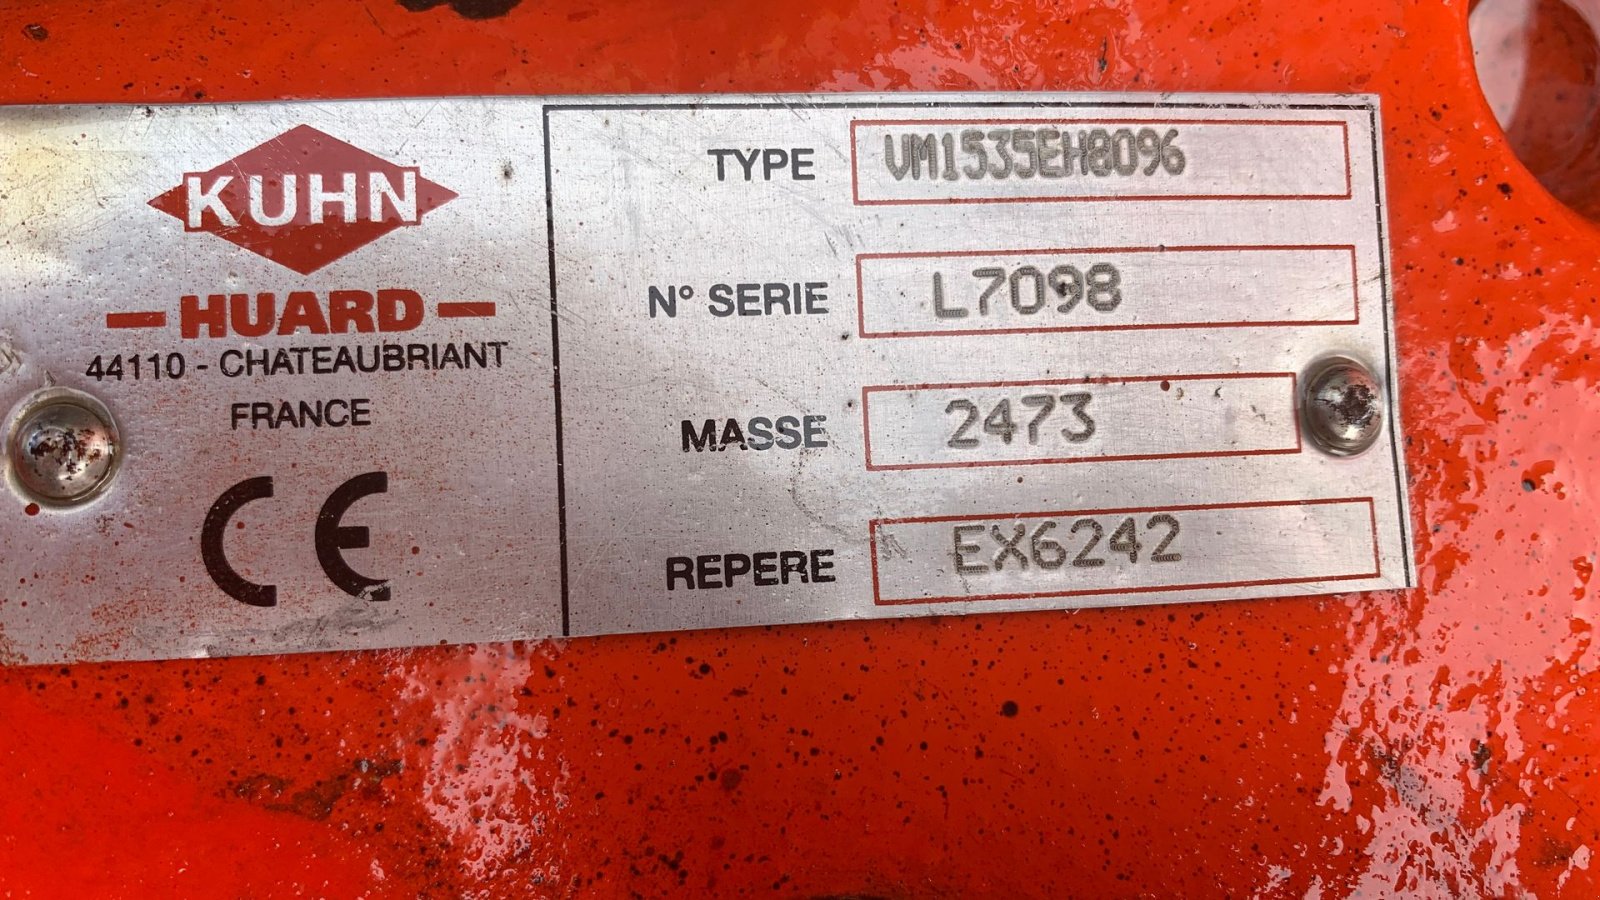 KUHN
HUARD
44110 - CHATEAUBRIANT
FRANCE
CE
TYPE VM1535EH8096
N° SERIE L7098
MASSE 2473
REPERE EX6242